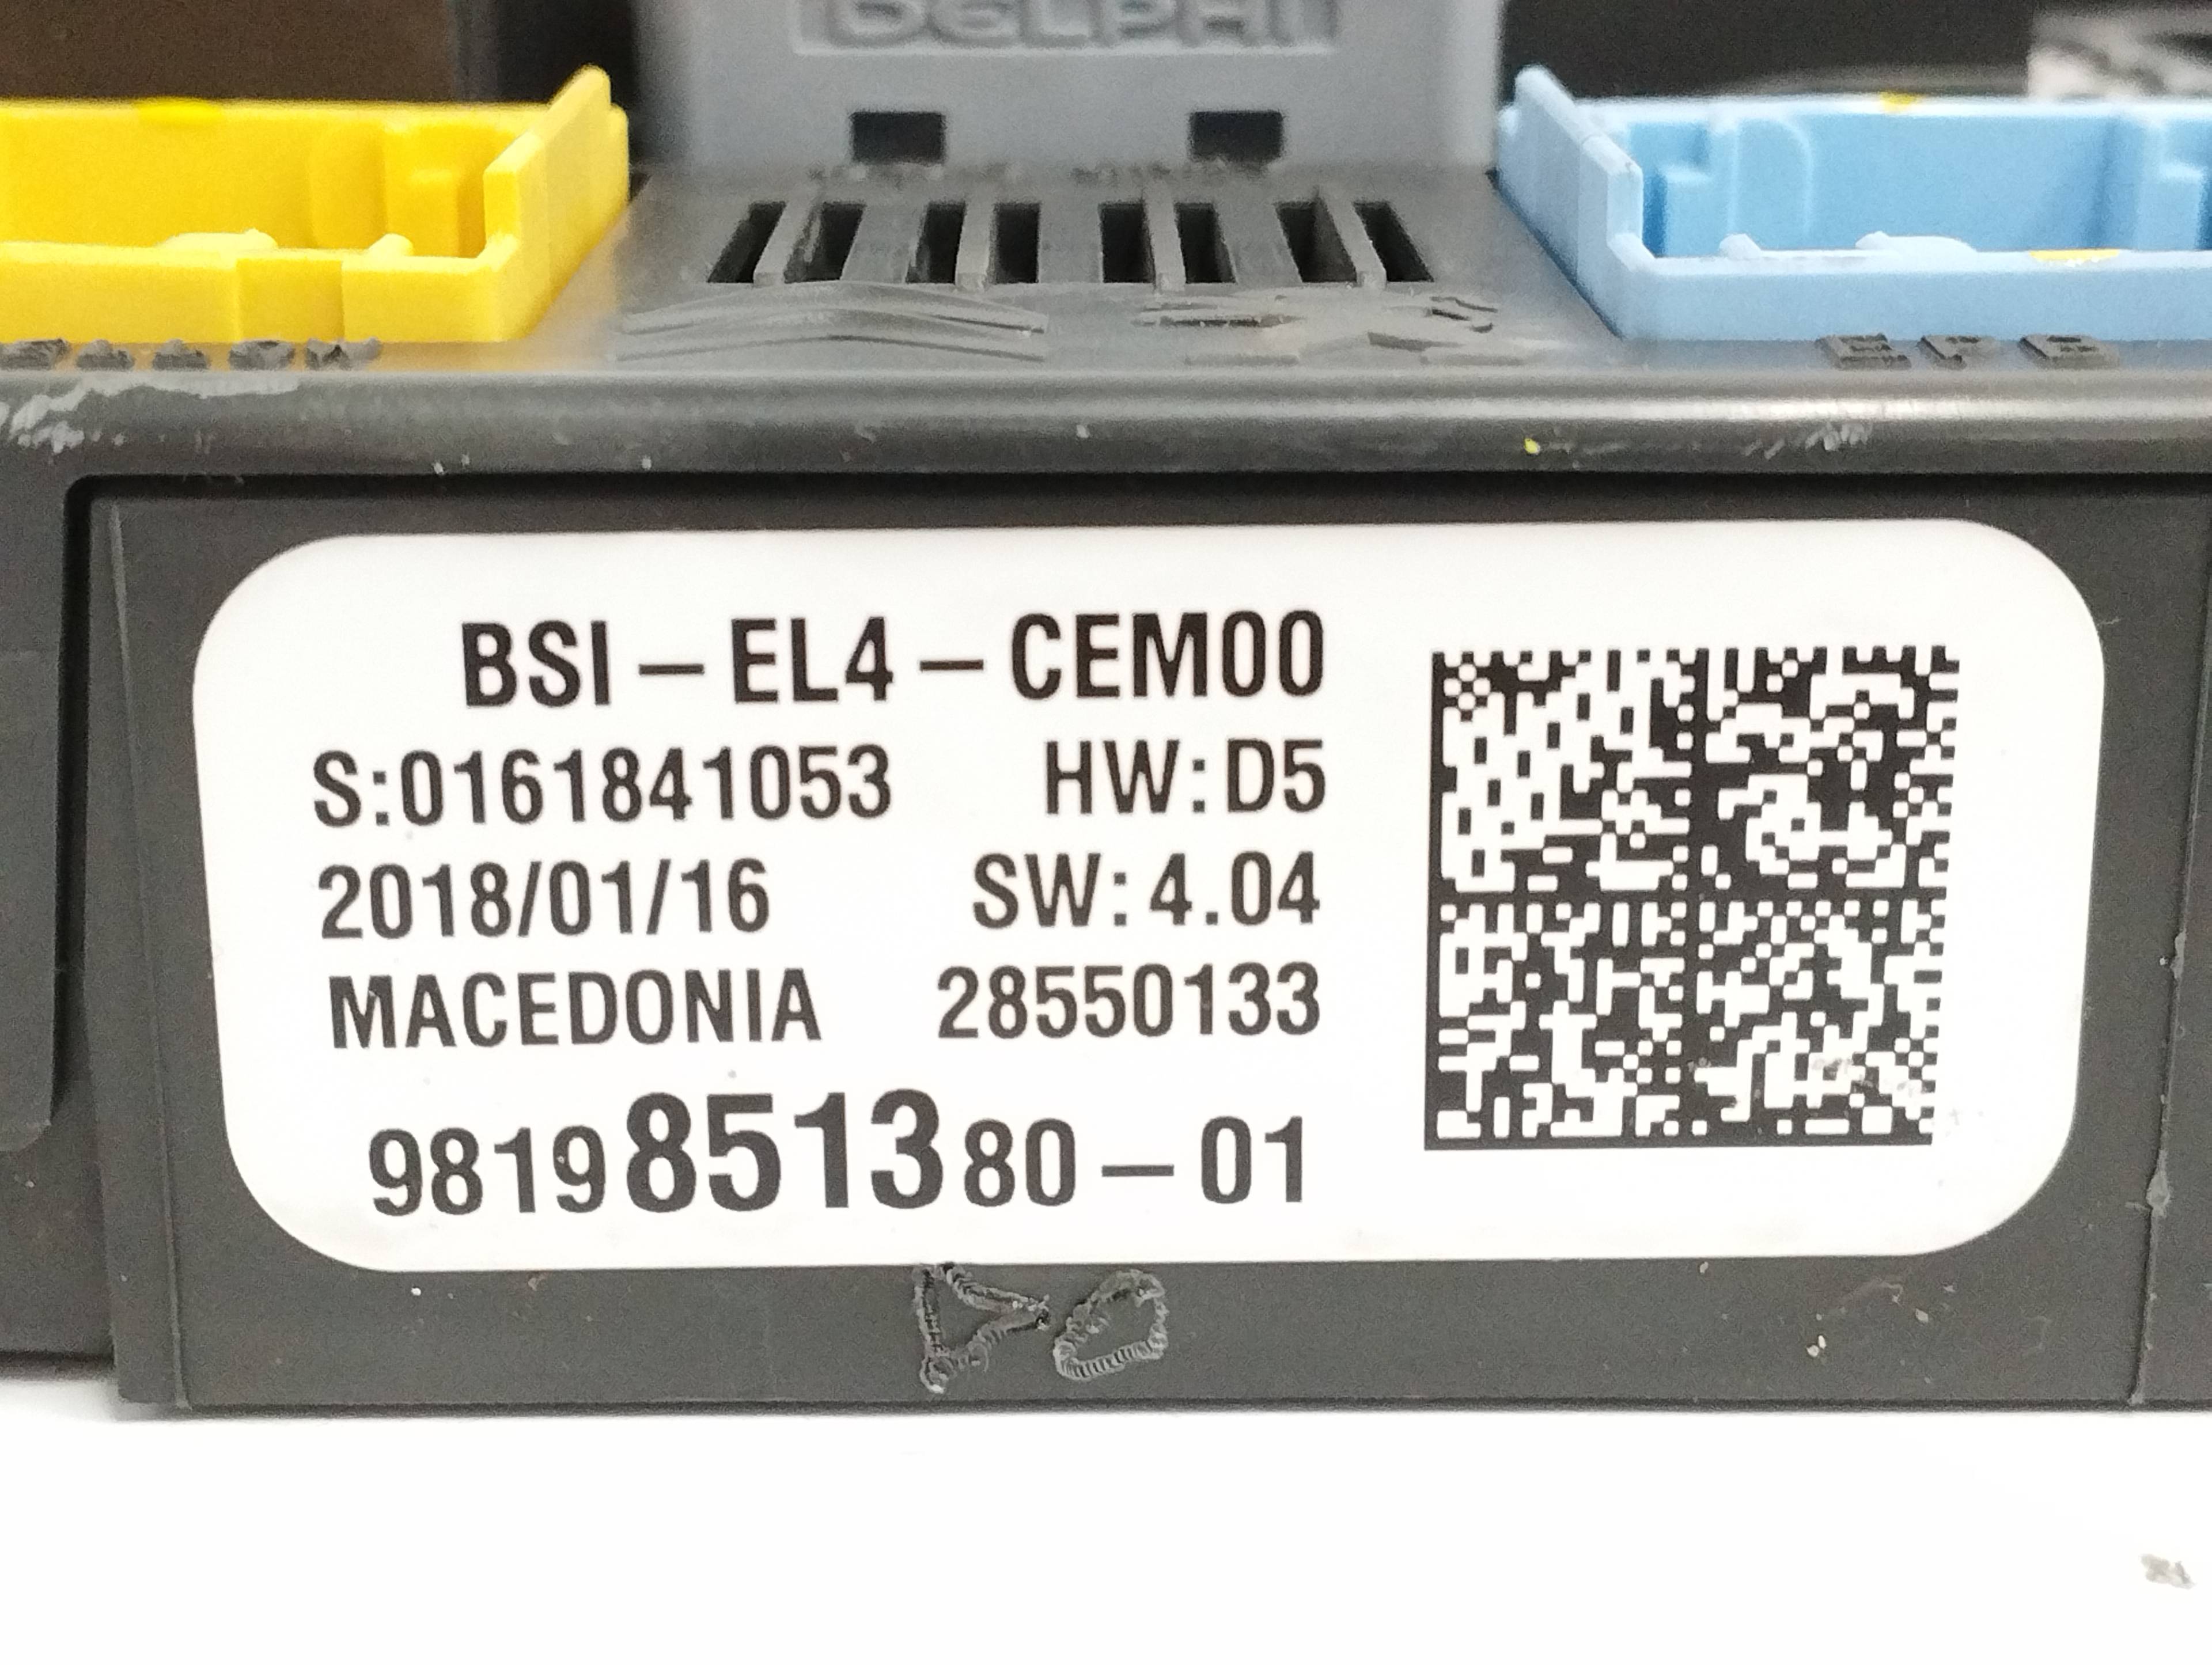 DELPHI
BSI-EL4-CEM00
S:0161841053 HW:D5
2018/01/16 SW:4.04
MACEDONIA 28550133
9819851380-01